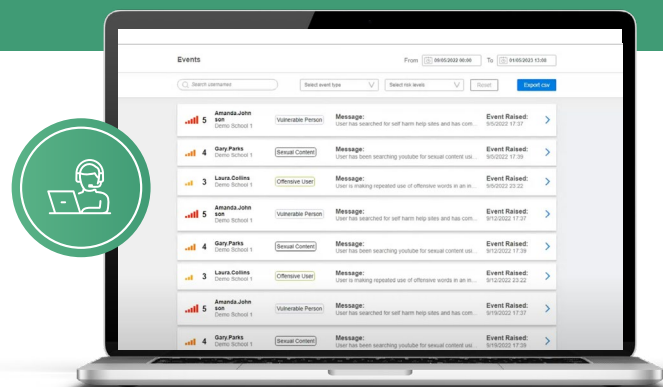 Events From 09/05/2022 00:00 To 01/05/2023 13:00
Search usernames Select event type Select risk levels Reset Export csv
5 Amanda.John
son
Demo School 1 Vulnerable Person Message:
User has searched for self harm help sites and has com... Event Raised:
9/5/2022 17:37
4 Gary.Parks
Demo School 1 Sexual Content Message:
User has been searching youtube for sexual content usi... Event Raised:
9/5/2022 17:39
3 Laura.Collins
Demo School 1 Offensive User Message:
User is making repeated use of offensive words in an in... Event Raised:
9/5/2022 23:22
5 Amanda.John
son
Demo School 1 Vulnerable Person Message:
User has searched for self harm help sites and has com... Event Raised:
9/12/2022 17:37
4 Gary.Parks
Demo School 1 Sexual Content Message:
User has been searching youtube for sexual content usi... Event Raised:
9/12/2022 17:39
3 Laura.Collins
Demo School 1 Offensive User Message:
User is making repeated use of offensive words in an in... Event Raised:
9/12/2022 23:22
5 Amanda.John
son
Demo School 1 Vulnerable Person Message:
User has searched for self harm help sites and has com... Event Raised:
9/19/2022 17:37
4 Gary.Parks
Demo School 1 Sexual Content Message:
User has been searching youtube for sexual content usi... Event Raised:
9/19/2022 17:39